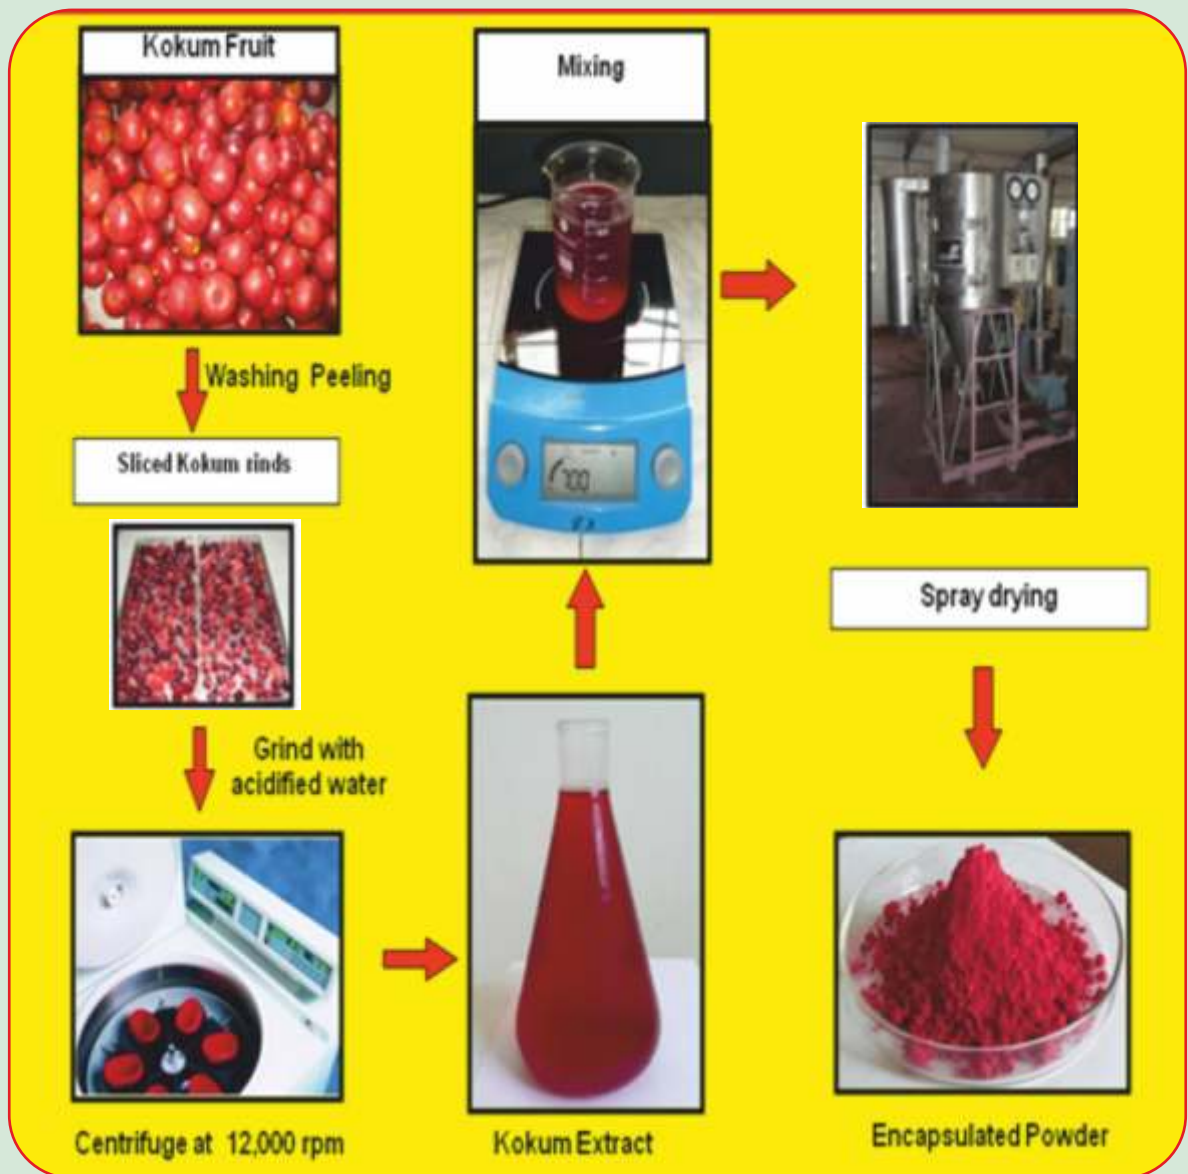 Kokum Fruit
Washing Peeling
Sliced Kokum rinds
Grind with
acidified water
Centrifuge at 12,000 rpm
Kokum Extract
Mixing
700
Spray drying
Encapsulated Powder